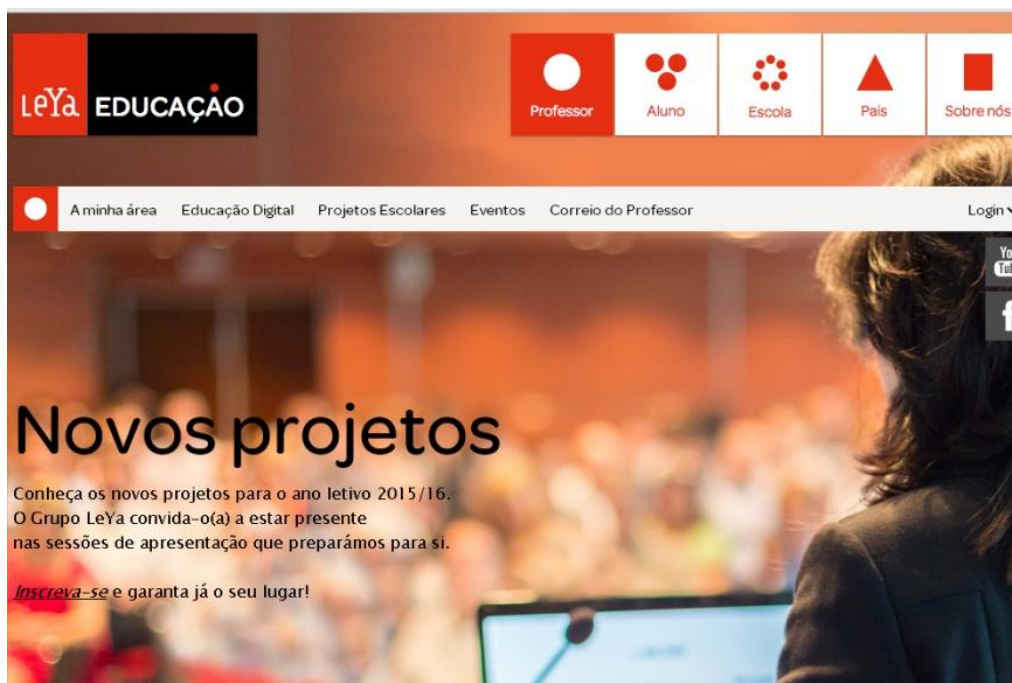 LeYa EDUCAÇÃO
Professor
Aluno
Escola
Pais
Sobre nós
A minha área
Educação Digital
Projetos Escolares
Eventos
Correio do Professor
Login
Novos projetos
Conheça os novos projetos para o ano letivo 2015/16.
O Grupo LeYa convida-o(a) a estar presente
nas sessões de apresentação que preparámos para si.
Inscreva-se e garanta já o seu lugar!